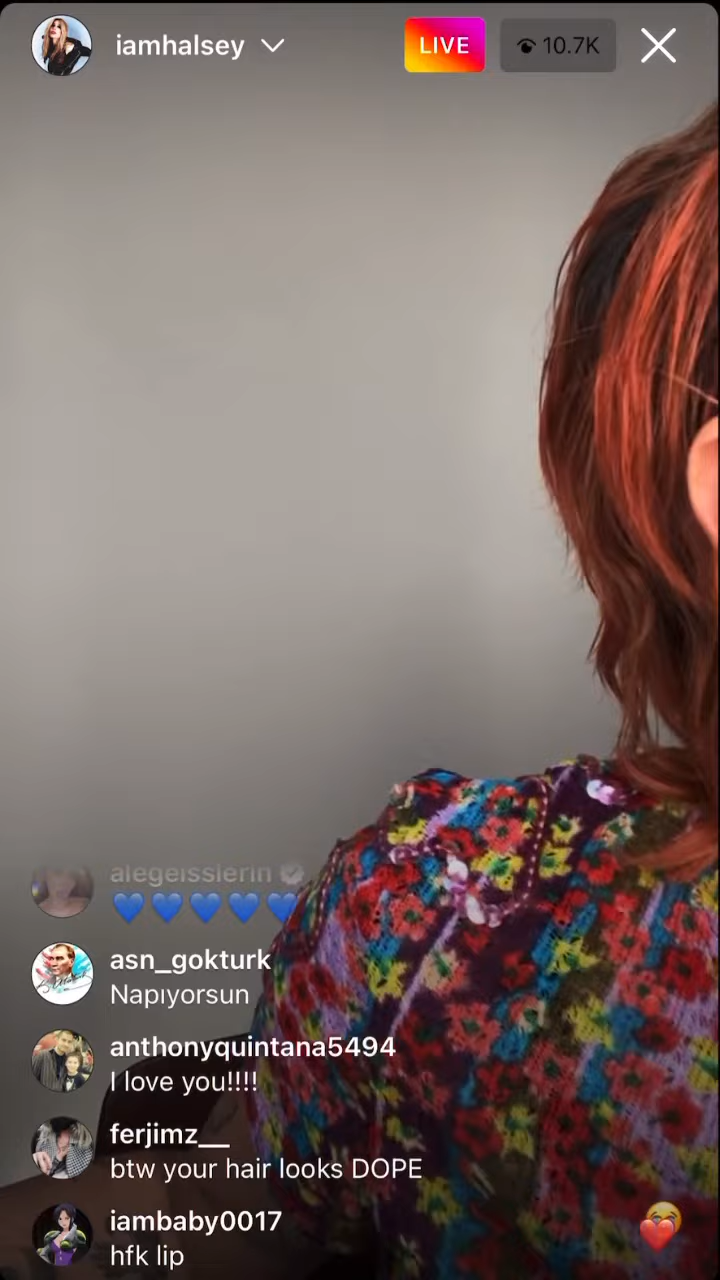 iamhalsey
LIVE
10.7K
alegeisslerin
asn_gokturk
Napıyorsun
anthonyquintana5494
I love you!!!!
ferjimz__
btw your hair looks DOPE
iambaby0017
hfk lip